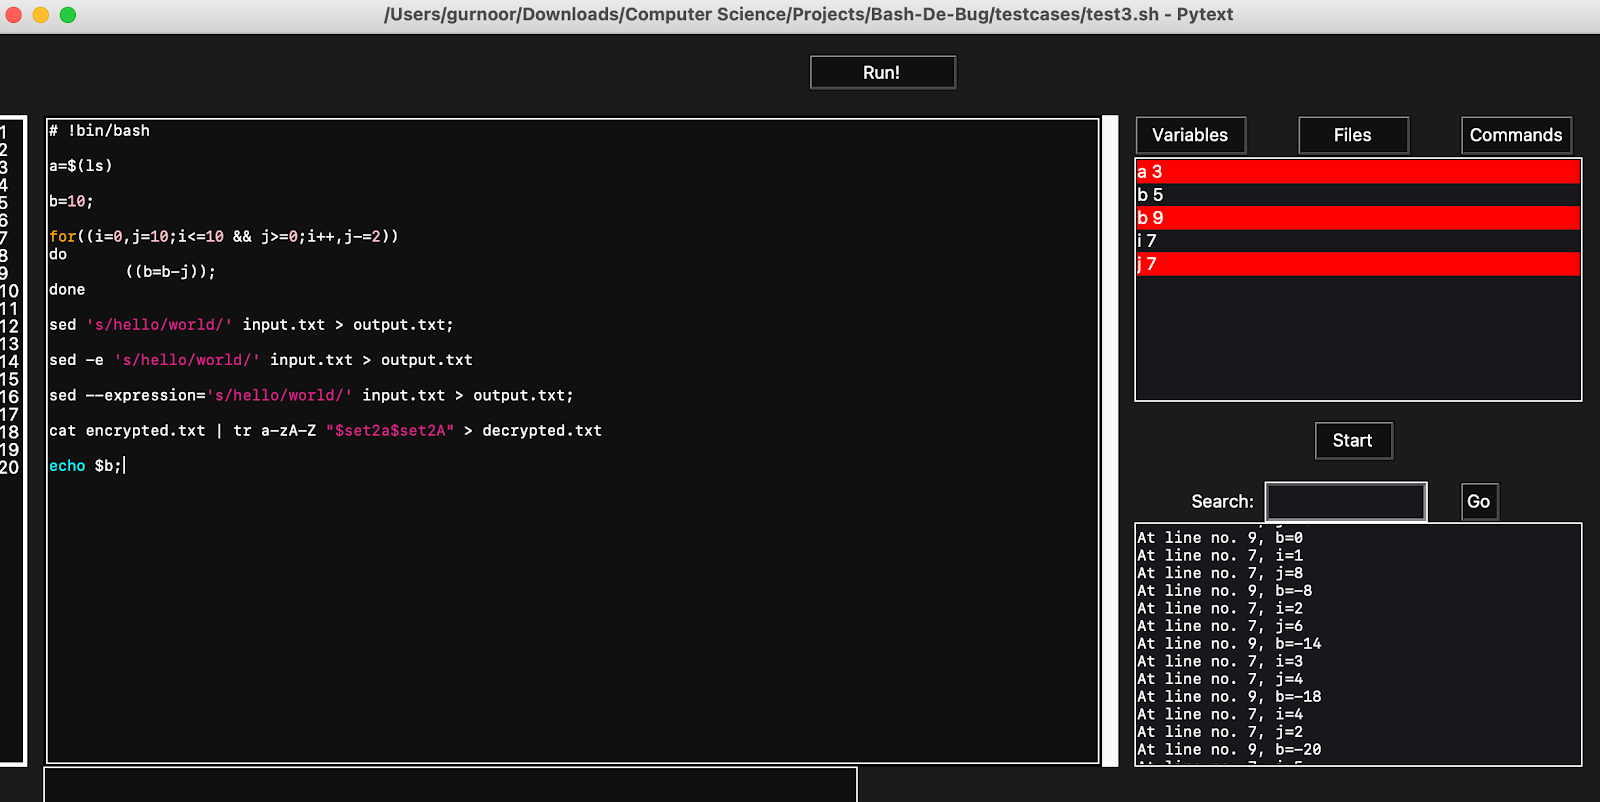 /Users/gurnoor/Downloads/Computer Science/Projects/Bash-De-Bug/testcases/test3.sh - Pytext
Run!
1
2
3
4
5
6
7
8
9
10
11
12
13
14
15
16
17
18
19
20
# !bin/bash
a=$(ls)
b=10;
for((i=0,j=10;i<=10 && j>=0;i++,j-=2))
do
((b=b-j));
done
sed 's/hello/world/' input.txt > output.txt;
sed -e 's/hello/world/' input.txt > output.txt
sed --expression='s/hello/world/' input.txt > output.txt;
cat encrypted.txt | tr a-zA-Z "$set2a$set2A" > decrypted.txt
echo $b;
Variables Files Commands
a 3
b 5
b 9
i 7
j 7
Start
Search: Go
At line no. 9, b=0
At line no. 7, i=1
At line no. 7, j=8
At line no. 9, b=-8
At line no. 7, i=2
At line no. 7, j=6
At line no. 9, b=-14
At line no. 7, i=3
At line no. 7, j=4
At line no. 9, b=-18
At line no. 7, i=4
At line no. 7, j=2
At line no. 9, b=-20